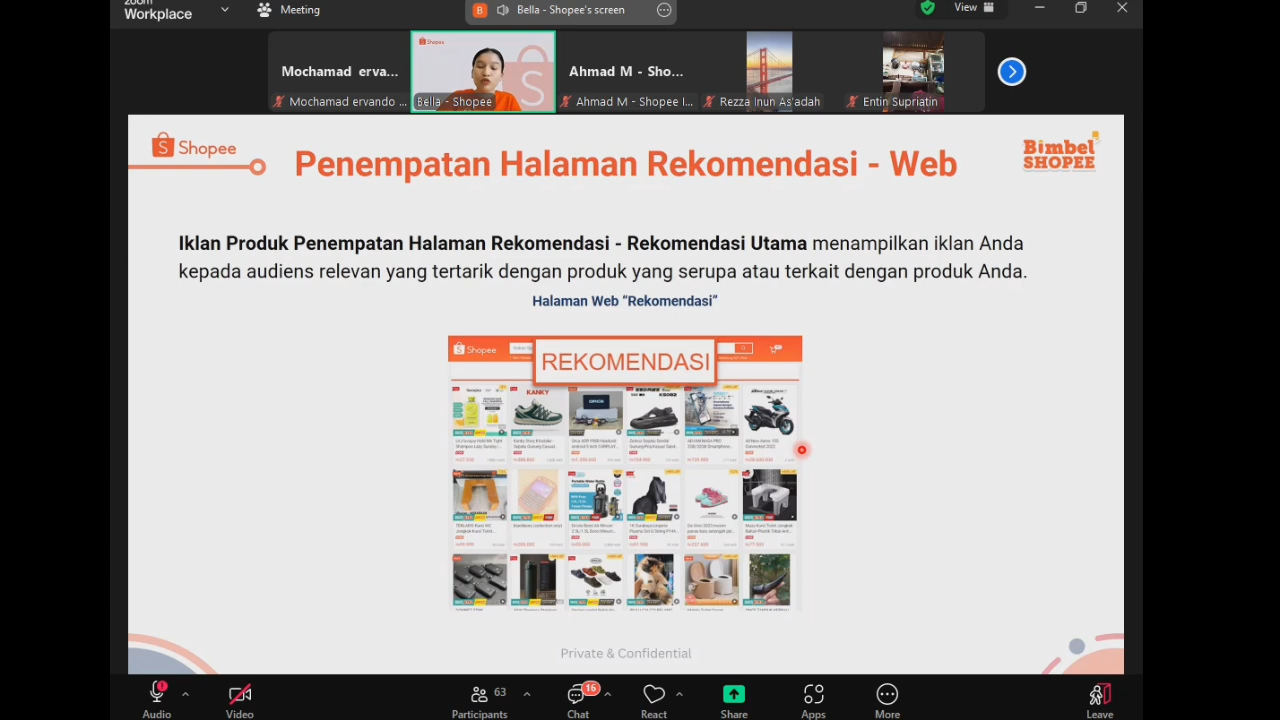 zoom
Workplace
Meeting
B
Bella - Shopee's screen
View
Mochamad erva...
Shopee
Ahmad M - Sho...
Mochamad ervando ...
Bella - Shopee
Ahmad M - Shopee I...
Rezza Inun As'adah
Entin Supriatin
Shopee
Penempatan Halaman Rekomendasi - Web
Bimbel
SHOPEE
Iklan Produk Penempatan Halaman Rekomendasi - Rekomendasi Utama menampilkan iklan Anda
kepada audiens relevan yang tertarik dengan produk yang serupa atau terkait dengan produk Anda.
Halaman Web “Rekomendasi”
Shopee
REKOMENDASI
KANKY
Private & Confidential
63
16
Audio
Video
Participants
Chat
React
Share
Apps
More
Leave